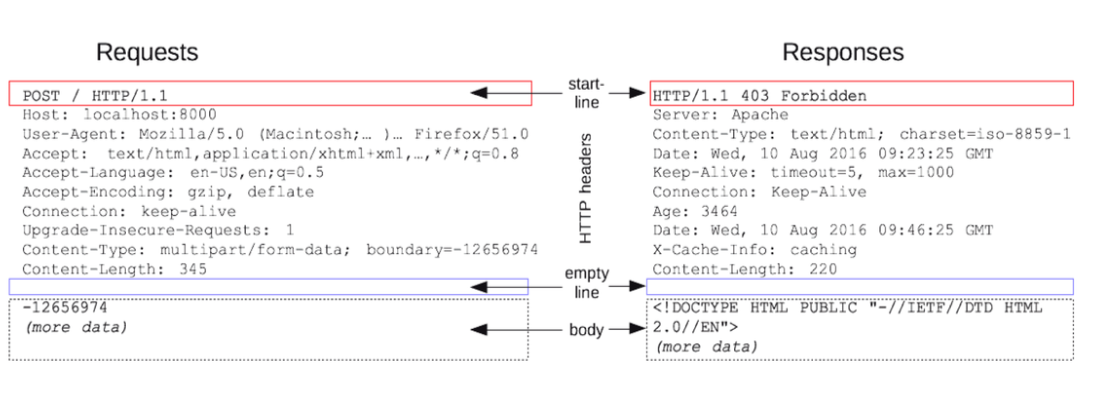 Requests
POST / HTTP/1.1
Host: localhost:8000
User-Agent: Mozilla/5.0 (Macintosh;… )… Firefox/51.0
Accept: text/html,application/xhtml+xml,…,*/*;q=0.8
Accept-Language: en-US,en;q=0.5
Accept-Encoding: gzip, deflate
Connection: keep-alive
Upgrade-Insecure-Requests: 1
Content-Type: multipart/form-data; boundary=-12656974
Content-Length: 345
-12656974
(more data)
start-
line
HTTP headers
empty
line
body
Responses
HTTP/1.1 403 Forbidden
Server: Apache
Content-Type: text/html; charset=iso-8859-1
Date: Wed, 10 Aug 2016 09:23:25 GMT
Keep-Alive: timeout=5, max=1000
Connection: Keep-Alive
Age: 3464
Date: Wed, 10 Aug 2016 09:46:25 GMT
X-Cache-Info: caching
Content-Length: 220
<!DOCTYPE HTML PUBLIC "-//IETF//DTD HTML
2.0//EN">
(more data)